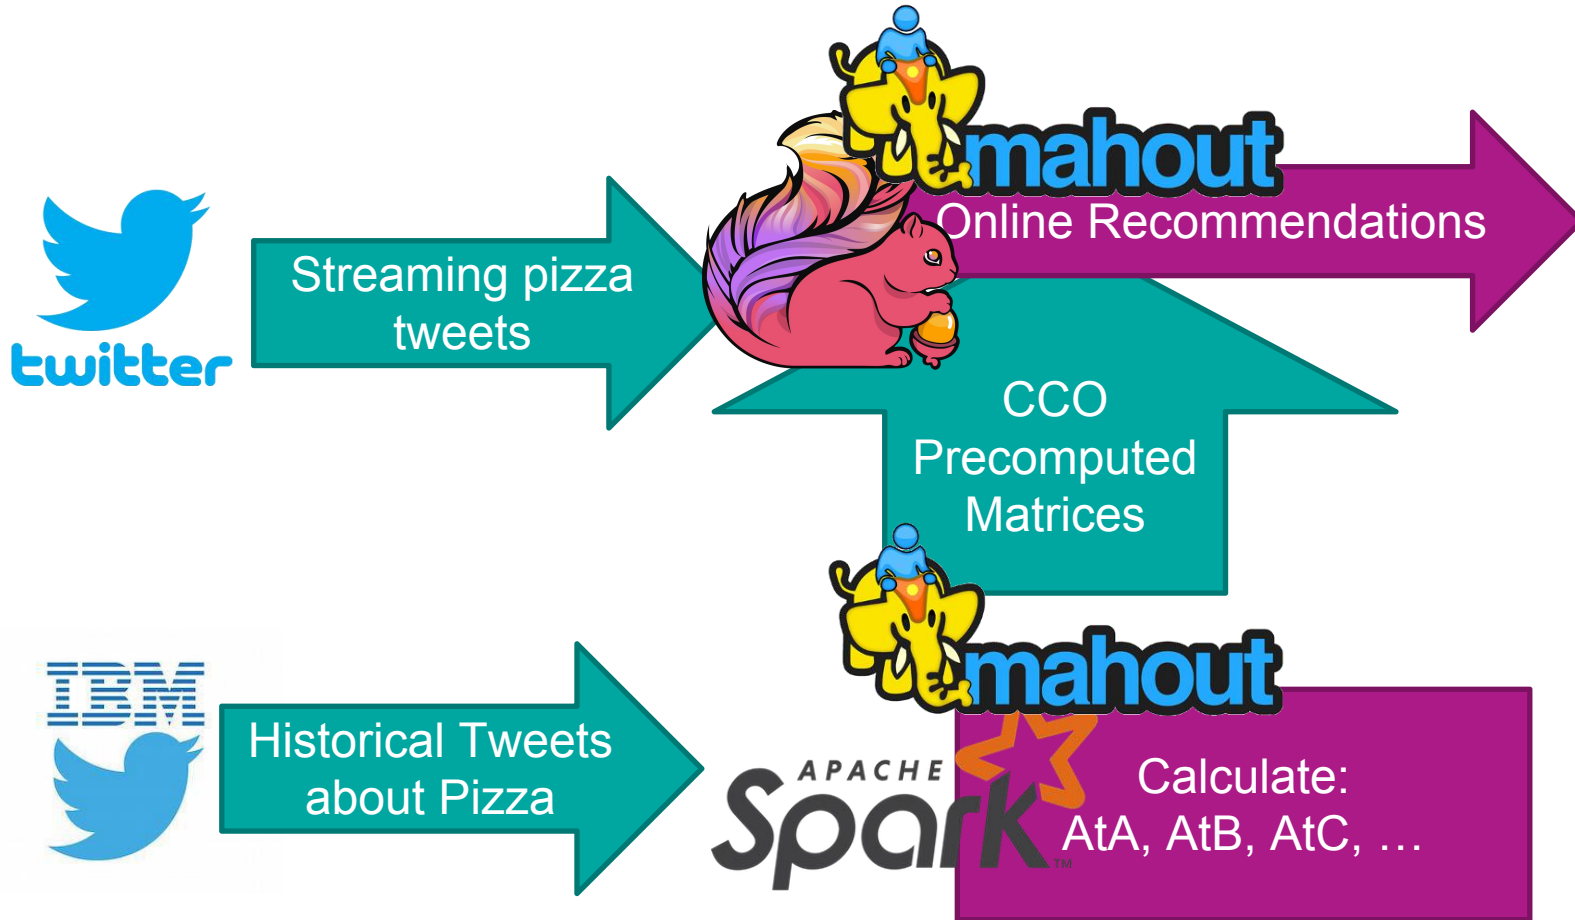 mahout
Online Recommendations
twitter
Streaming pizza
tweets
CCO
Precomputed
Matrices
IBM
Historical Tweets
about Pizza
mahout
APACHE
Spark
TM
Calculate:
AtA, AtB, AtC, …